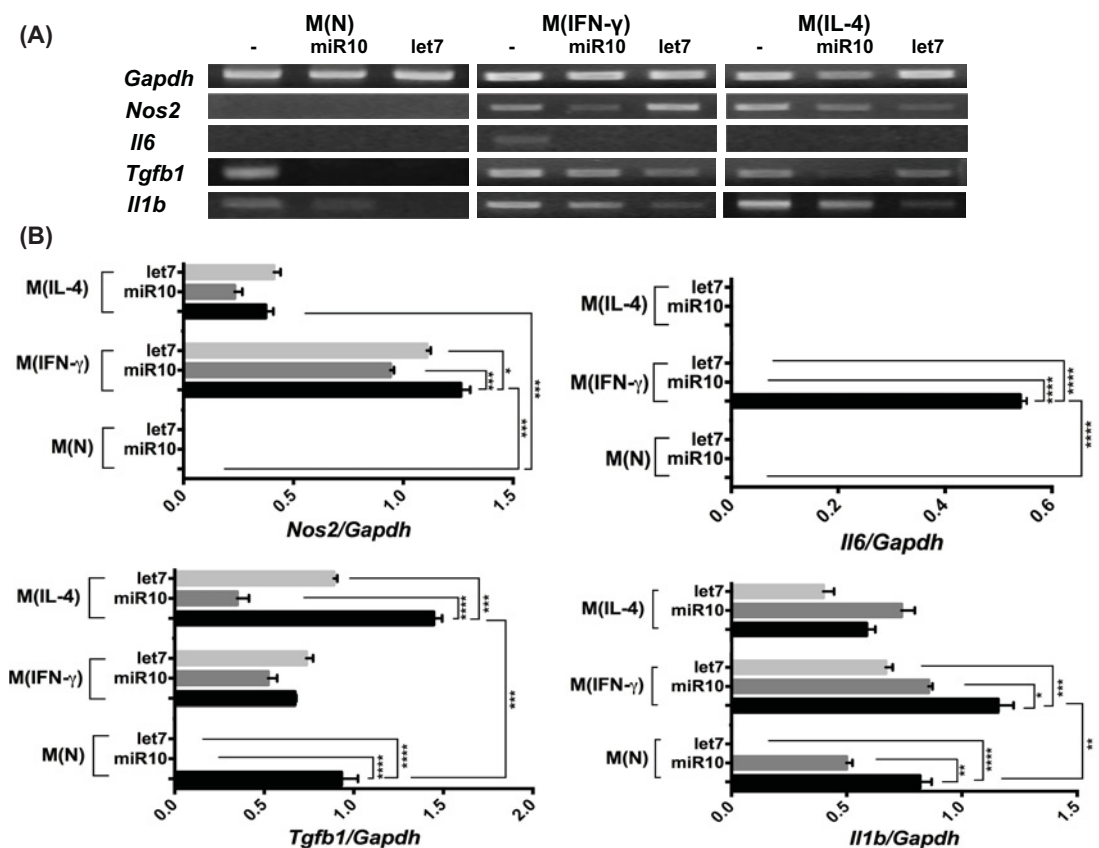 (A)
M(N) M(IFN-γ) M(IL-4)
- miR10 let7 - miR10 let7 - miR10 let7
Gapdh
Nos2
Il6
Tgfb1
Il1b
(B)
M(IL-4) let7
miR10
M(IFN-γ) let7
miR10
M(N) let7
miR10
* *** *** ***
0.0 0.5 1.0 1.5
Nos2/Gapdh
M(IL-4) let7
miR10
M(IFN-γ) let7
miR10
M(N) let7
miR10
**** **** ****
0.0 0.2 0.4 0.6
Il6/Gapdh
M(IL-4) let7
miR10
M(IFN-γ) let7
miR10
M(N) let7
miR10
**** *** *** **** ****
0.0 0.5 1.0 1.5 2.0
Tgfb1/Gapdh
M(IL-4) let7
miR10
M(IFN-γ) let7
miR10
M(N) let7
miR10
* *** ** ** ****
0.0 0.5 1.0 1.5
Il1b/Gapdh